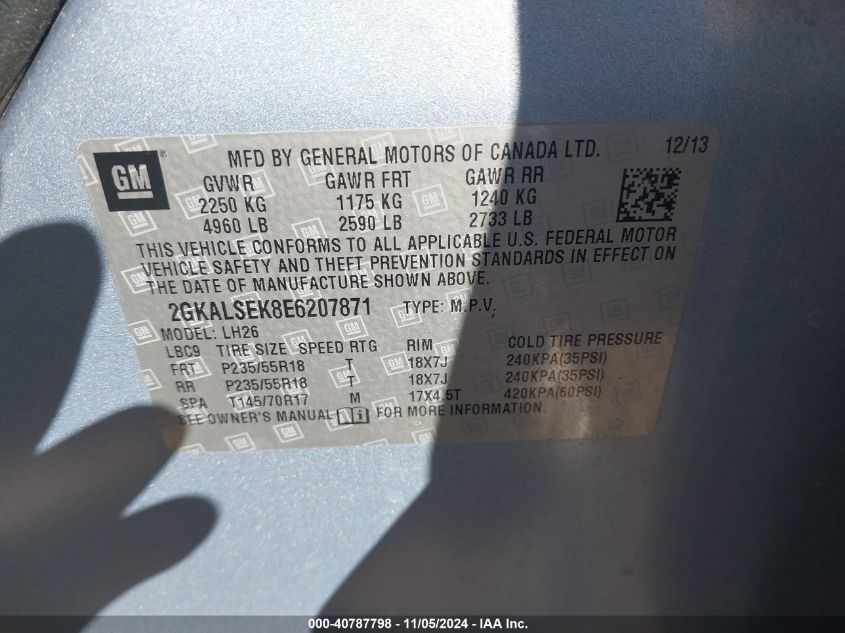 GM
MFD BY GENERAL MOTORS OF CANADA LTD. 12/13
GVWR GAWR FRT GAWR RR
2250 KG 1175 KG 1240 KG
4960 LB 2590 LB 2733 LB
THIS VEHICLE CONFORMS TO ALL APPLICABLE U.S. FEDERAL MOTOR
VEHICLE SAFETY AND THEFT PREVENTION STANDARDS IN EFFECT ON
THE DATE OF MANUFACTURE SHOWN ABOVE.
2GKALSEK8E6207871 TYPE: M.P.V.
MODEL: LH26
LBC9 TIRE SIZE SPEED RTG RIM COLD TIRE PRESSURE
FRT P235/55R18 T 18X7J 240KPA(35PSI)
RR P235/55R18 T 18X7J 240KPA(35PSI)
SPA T145/70R17 M 17X4.5T 420KPA(60PSI)
SEE OWNER'S MANUAL FOR MORE INFORMATION.
000-40787798 - 11/05/2024 - IAA Inc.